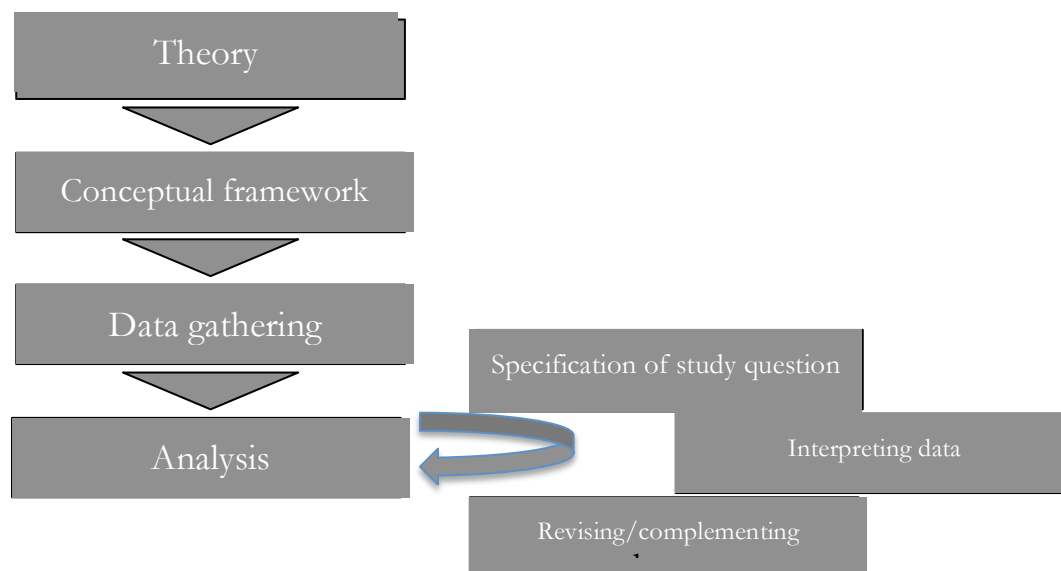 Theory
Conceptual framework
Data gathering
Specification of study question
Analysis
Interpreting data
Revising/complementing